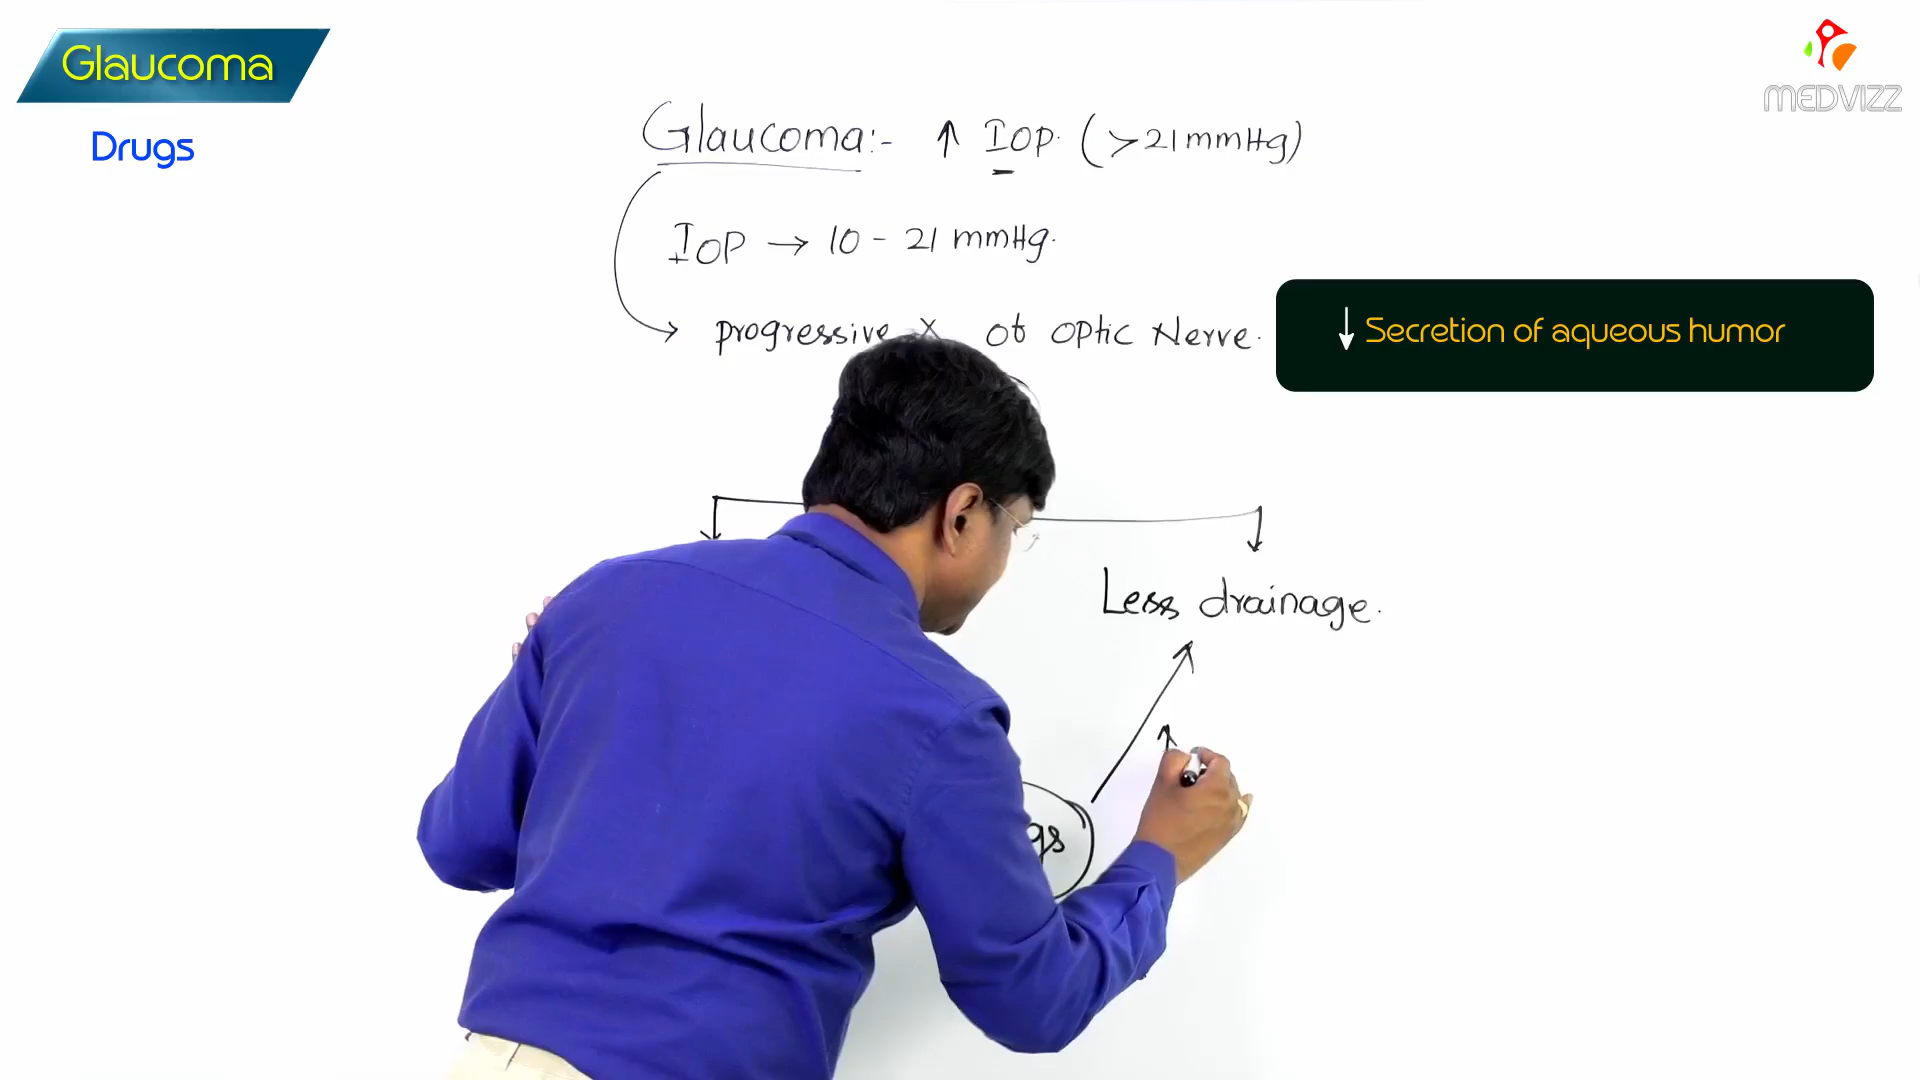 Glaucoma
Drugs
MEDVIZZ
Glaucoma:- ↑ IOP. (>21mmHg)
IOP → 10 - 21 mmHg.
→ progressive X of optic Nerve.
↓ Secretion of aqueous humor
Less drainage.
↑